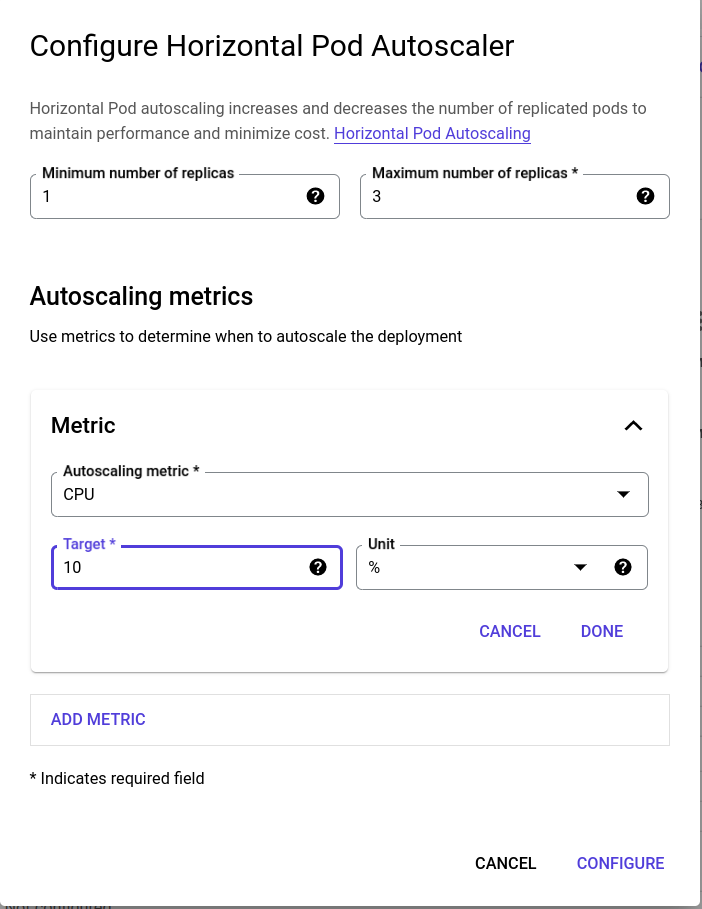 Configure Horizontal Pod Autoscaler
Horizontal Pod autoscaling increases and decreases the number of replicated pods to
maintain performance and minimize cost. Horizontal Pod Autoscaling
Minimum number of replicas
1
Maximum number of replicas *
3
Autoscaling metrics
Use metrics to determine when to autoscale the deployment
Metric
Autoscaling metric *
CPU
Target *
10
Unit
%
CANCEL DONE
ADD METRIC
* Indicates required field
CANCEL CONFIGURE